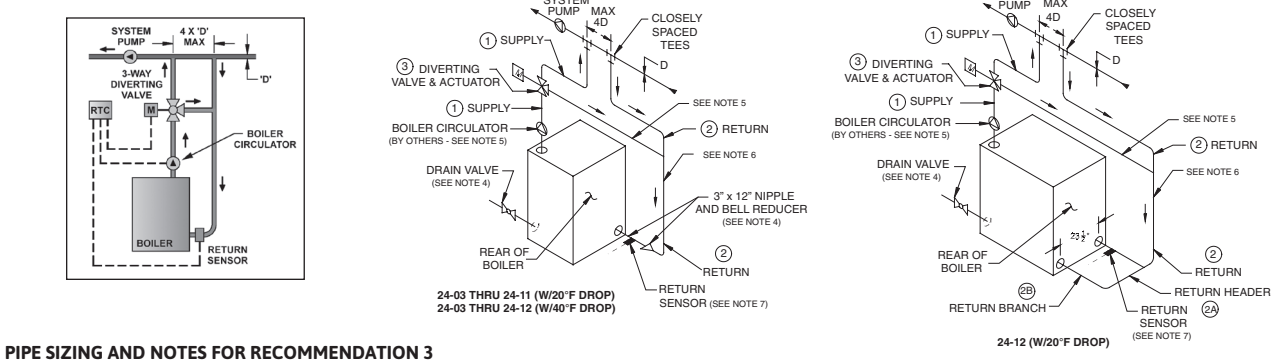 SYSTEM
PUMP
4 X 'D'
MAX
'D'
3-WAY
DIVERTING
VALVE
RTC
M
BOILER
CIRCULATOR
BOILER
RETURN
SENSOR
SYSTEM
PUMP
MAX
4D
CLOSELY
SPACED
TEES
1 SUPPLY
D
3 DIVERTING
VALVE & ACTUATOR
M
1 SUPPLY
SEE NOTE 5
BOILER CIRCULATOR
(BY OTHERS - SEE NOTE 5)
2 RETURN
SEE NOTE 6
DRAIN VALVE
(SEE NOTE 4)
3" x 12" NIPPLE
AND BELL REDUCER
(SEE NOTE 4)
REAR OF
BOILER
2
RETURN
RETURN
SENSOR (SEE NOTE 7)
24-03 THRU 24-11 (W/20°F DROP)
24-03 THRU 24-12 (W/40°F DROP)
PUMP
MAX
4D
CLOSELY
SPACED
TEES
1 SUPPLY
D
3 DIVERTING
VALVE & ACTUATOR
M
1 SUPPLY
SEE NOTE 5
BOILER CIRCULATOR
(BY OTHERS - SEE NOTE 5)
2 RETURN
SEE NOTE 6
DRAIN VALVE
(SEE NOTE 4)
23 1/2"
REAR OF
BOILER
2
RETURN
2B
RETURN BRANCH
RETURN HEADER
2A
RETURN
SENSOR
(SEE NOTE 7)
24-12 (W/20°F DROP)
PIPE SIZING AND NOTES FOR RECOMMENDATION 3